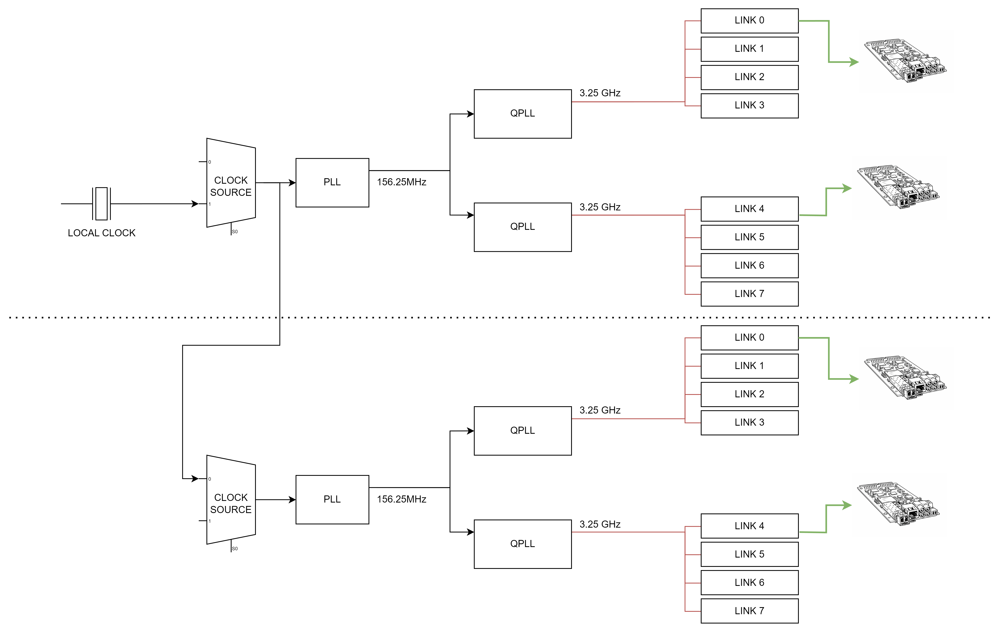 LINK 0
LINK 1
LINK 2
LINK 3
3.25 GHz
QPLL
0
CLOCK
SOURCE
1
S0
LOCAL CLOCK
PLL
156.25MHz
QPLL
3.25 GHz
LINK 4
LINK 5
LINK 6
LINK 7
LINK 0
LINK 1
LINK 2
LINK 3
3.25 GHz
QPLL
0
CLOCK
SOURCE
1
S0
PLL
156.25MHz
QPLL
3.25 GHz
LINK 4
LINK 5
LINK 6
LINK 7